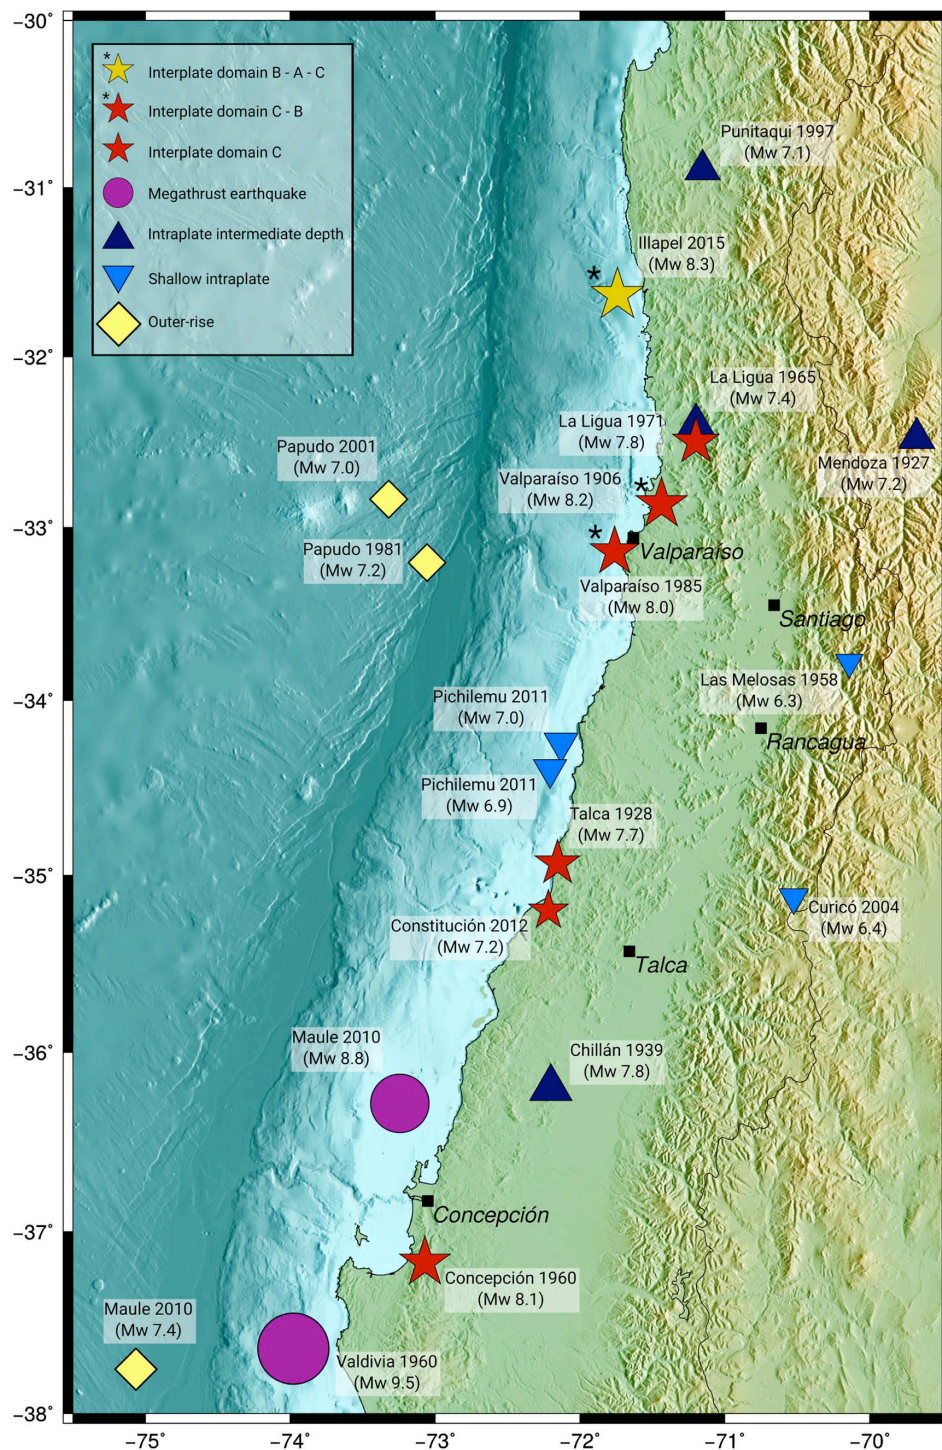 −30°
*
Interplate domain B - A - C
*
Interplate domain C - B
Interplate domain C
Megathrust earthquake
Intraplate intermediate depth
Shallow intraplate
Outer-rise
Punitaqui 1997
(Mw 7.1)
−31°
Illapel 2015
(Mw 8.3)
*
−32°
La Ligua 1965
(Mw 7.4)
La Ligua 1971
(Mw 7.8)
Papudo 2001
(Mw 7.0)
Mendoza 1927
(Mw 7.2)
Valparaíso 1906
(Mw 8.2)
*
−33°
*
Valparaíso
Papudo 1981
(Mw 7.2)
Valparaíso 1985
(Mw 8.0)
Santiago
Las Melosas 1958
(Mw 6.3)
−34°
Pichilemu 2011
(Mw 7.0)
Rancagua
Pichilemu 2011
(Mw 6.9)
Talca 1928
(Mw 7.7)
−35°
Curicó 2004
(Mw 6.4)
Constitución 2012
(Mw 7.2)
Talca
−36°
Maule 2010
(Mw 8.8)
Chillán 1939
(Mw 7.8)
Concepción
−37°
Concepción 1960
(Mw 8.1)
Maule 2010
(Mw 7.4)
Valdivia 1960
(Mw 9.5)
−38°
−75° −74° −73° −72° −71° −70°